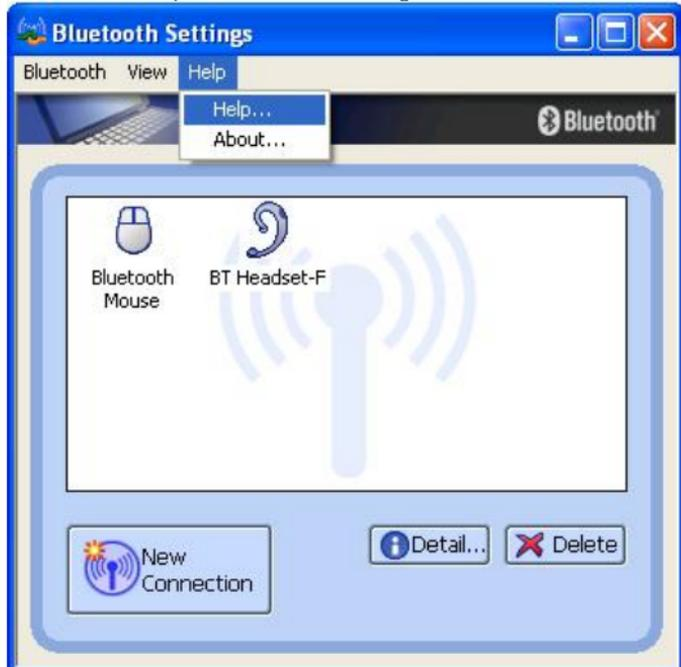 Bluetooth Settings
Bluetooth View Help
Help...
About...
Bluetooth
Bluetooth
Mouse
BT Headset-F
New
Connection
Detail...
Delete